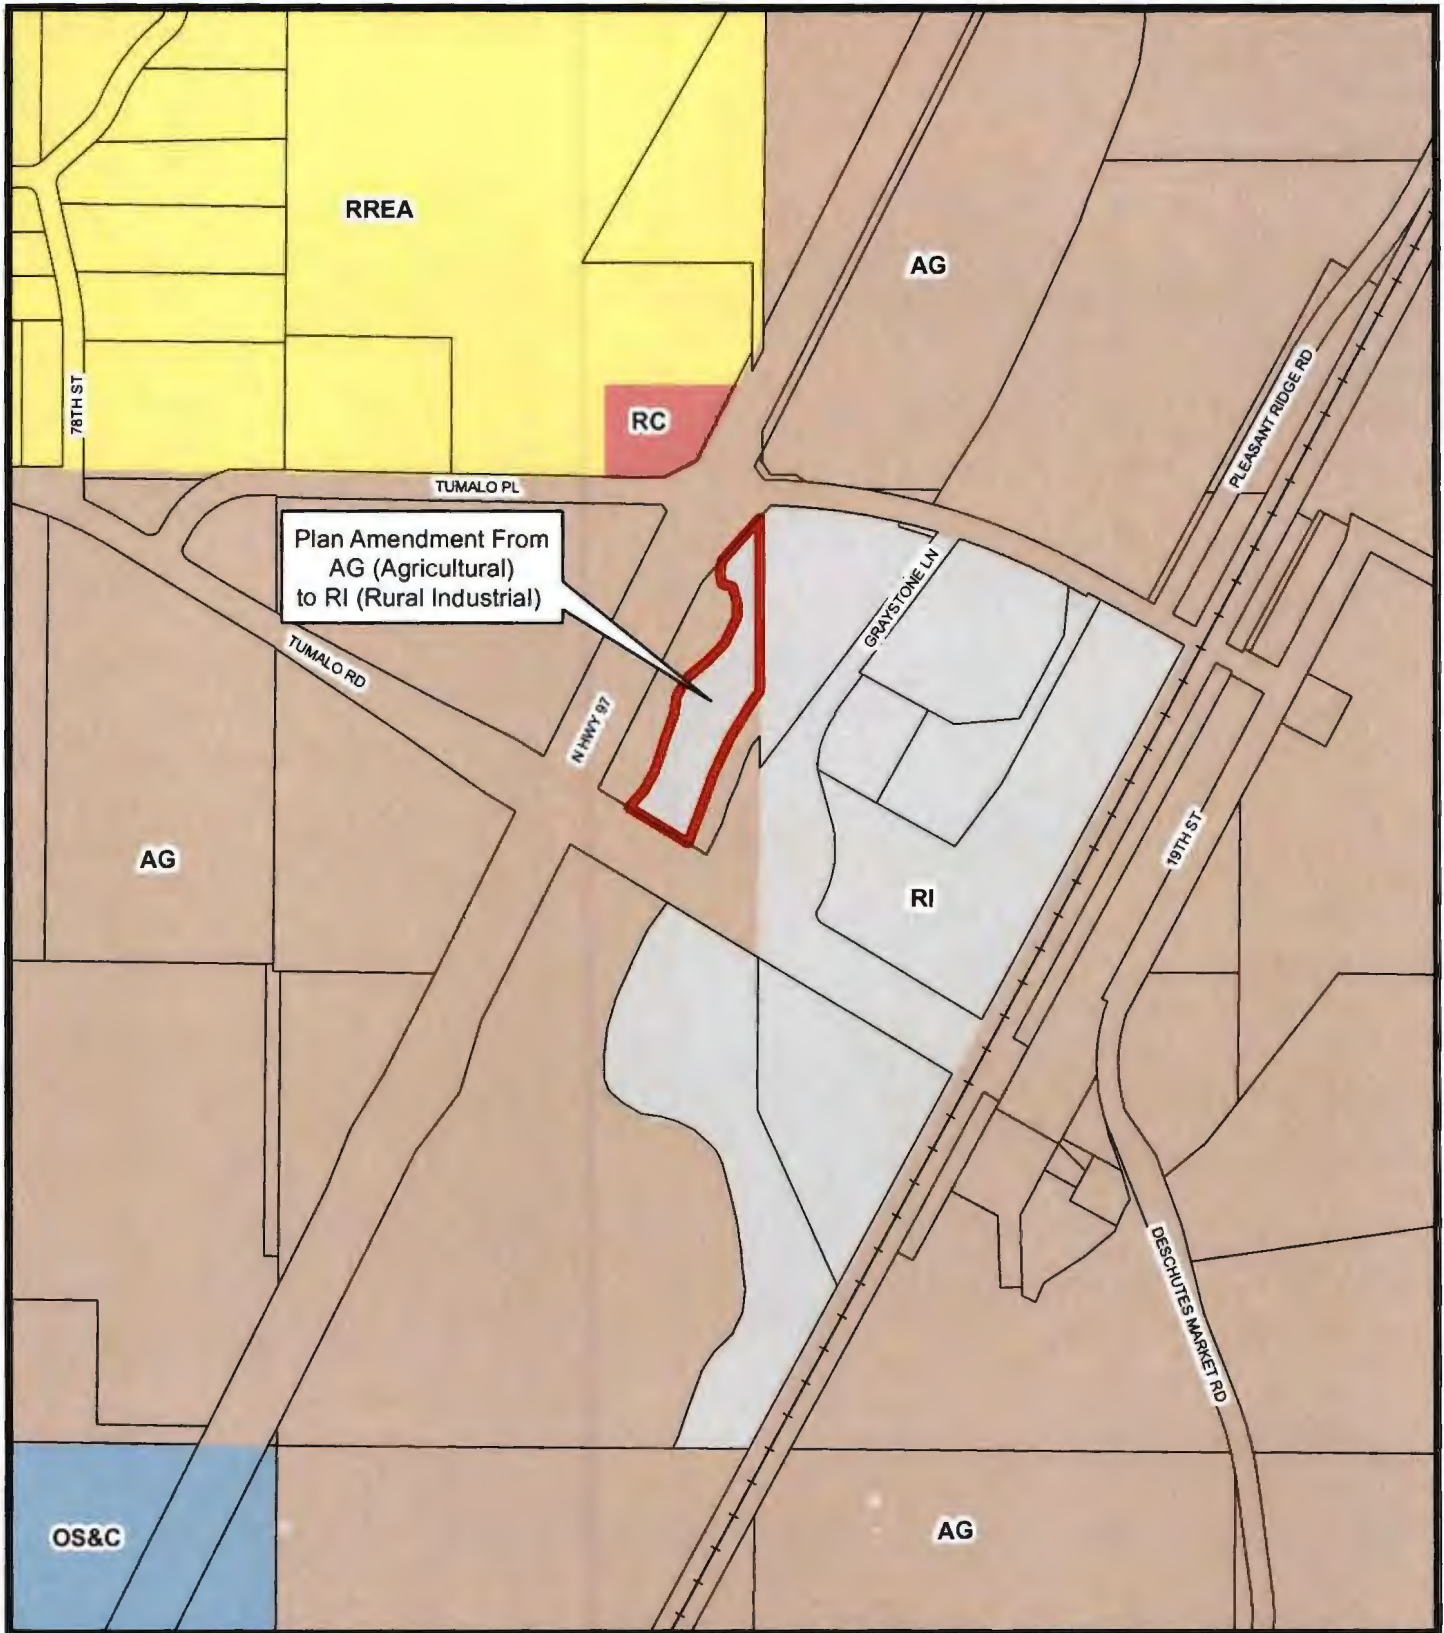 RREA
AG
PLEASANT RIDGE RD
78TH ST
RC
TUMALO PL
Plan Amendment From
AG (Agricultural)
to RI (Rural Industrial)
GRAYSTONE LN
TUMALO RD
N HWY 97
19TH ST
AG
RI
DESCHUTES MARKET RD
OS&C
AG